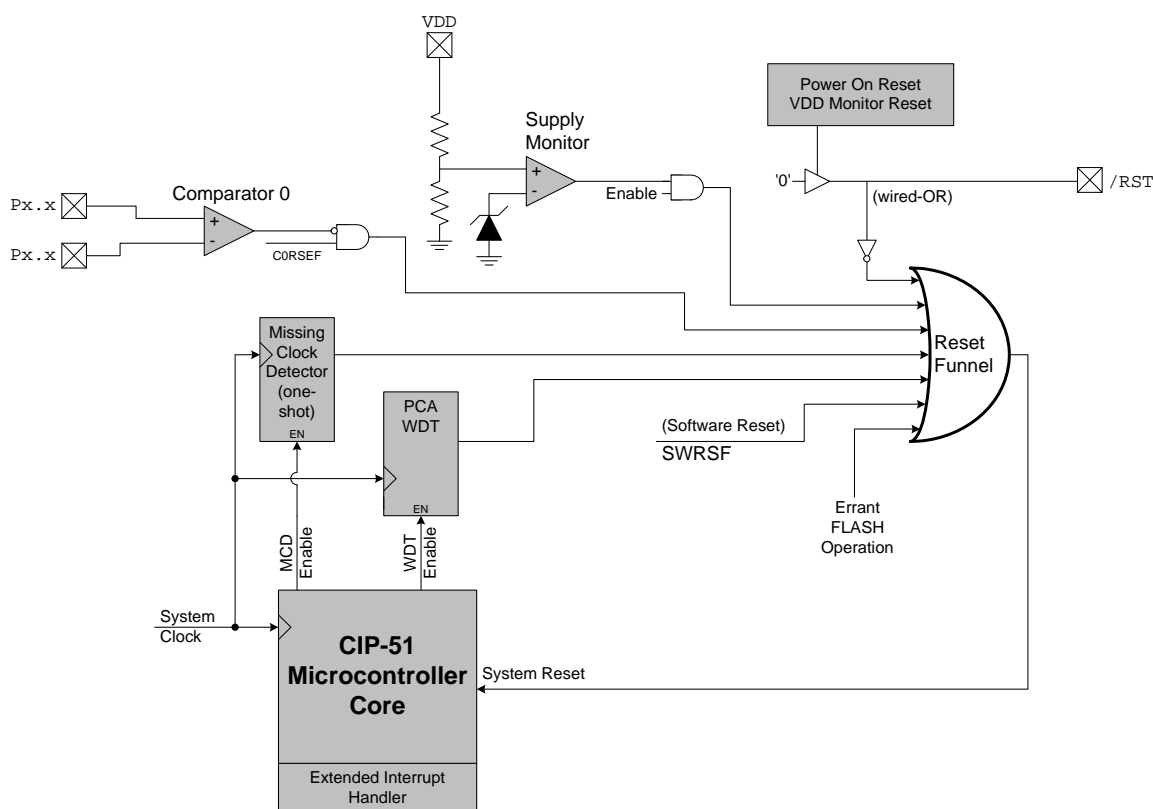 VDD
Power On Reset
VDD Monitor Reset
Supply
Monitor
+
-
Enable
'0'
(wired-OR)
/RST
Comparator 0
Px.x
Px.x
+
-
C0RSEF
Missing
Clock
Detector
(one-
shot)
EN
PCA
WDT
EN
Reset
Funnel
(Software Reset)
SWRSF
Errant
FLASH
Operation
MCD
Enable
WDT
Enable
System
Clock
CIP-51
Microcontroller
Core
System Reset
Extended Interrupt
Handler